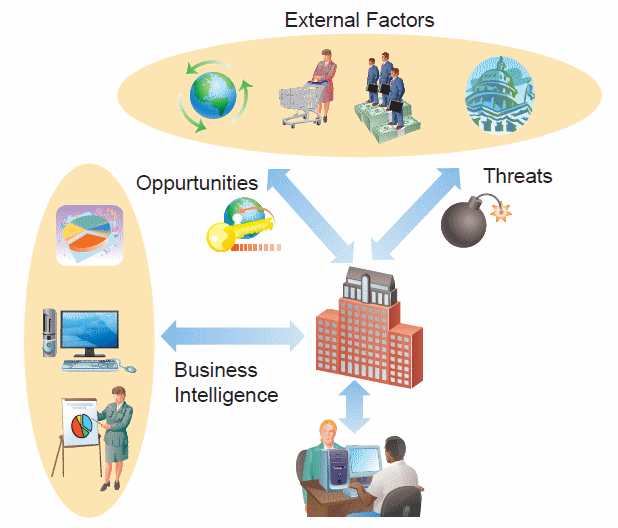 External Factors
Oppurtunities
Threats
Business
Intelligence